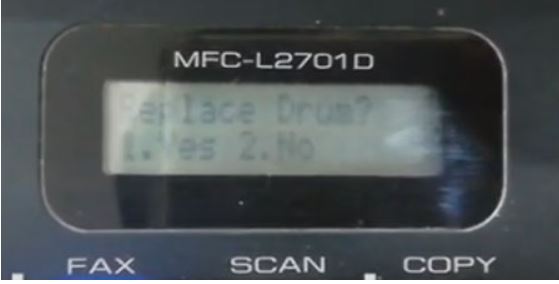 MFC-L2701D
Replace Drum?
1.Yes 2.No
FAX SCAN COPY